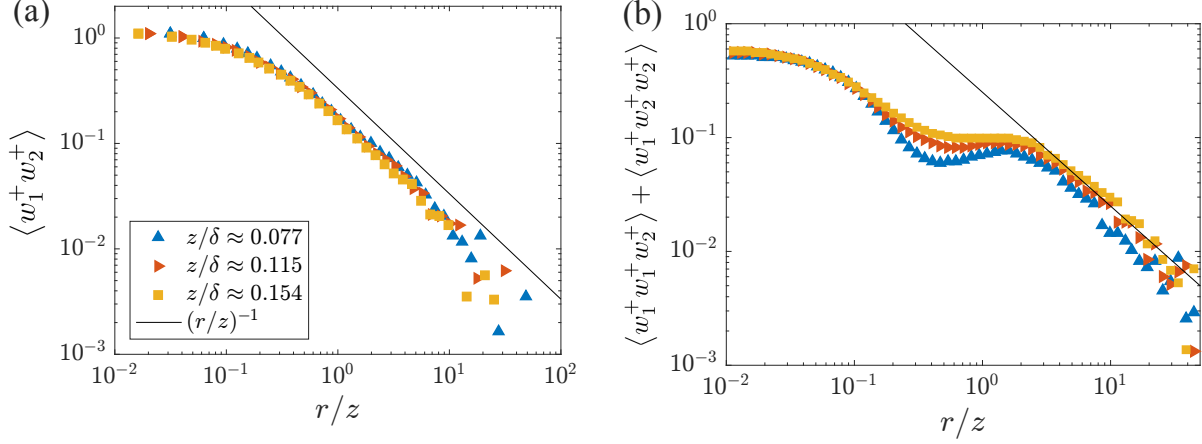 (a)
10^0
10^{-1}
10^{-2}
10^{-3}
⟨w_1^+ w_2^+⟩
z/δ ≈ 0.077
z/δ ≈ 0.115
z/δ ≈ 0.154
(r/z)^{-1}
10^{-2} 10^{-1} 10^0 10^1 10^2
r/z
(b)
10^0
10^{-1}
10^{-2}
10^{-3}
⟨w_1^+ w_1^+ w_2^+⟩ + ⟨w_1^+ w_2^+ w_2^+⟩
10^{-2} 10^{-1} 10^0 10^1
r/z